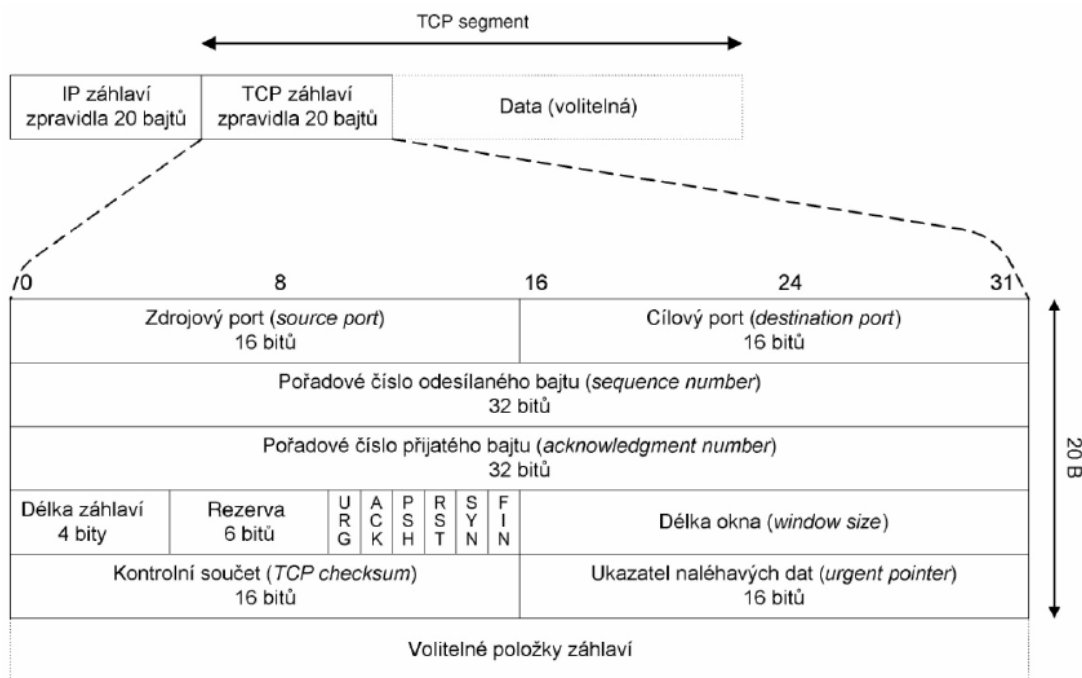 TCP segment
IP záhlaví
zpravidla 20 bajtů
TCP záhlaví
zpravidla 20 bajtů
Data (volitelná)
0 8 16 24 31
Zdrojový port (source port)
16 bitů
Cílový port (destination port)
16 bitů
Pořadové číslo odesílaného bajtu (sequence number)
32 bitů
Pořadové číslo přijatého bajtu (acknowledgment number)
32 bitů
Délka záhlaví
4 bity
Rezerva
6 bitů
URG
ACK
PSH
RST
SYN
FIN
Délka okna (window size)
Kontrolní součet (TCP checksum)
16 bitů
Ukazatel naléhavých dat (urgent pointer)
16 bitů
20 B
Volitelné položky záhlaví